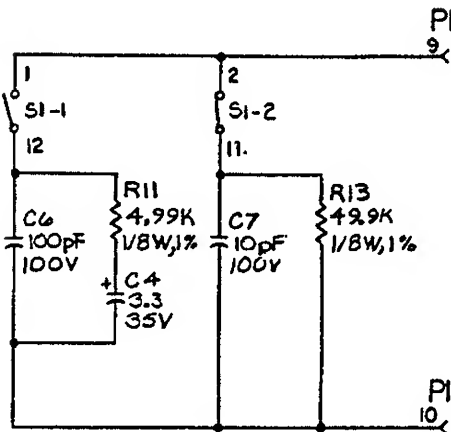 P1
9
1
S1-1
12
2
S1-2
11.
C6
100pF
100V
R11
4.99K
1/8W,1%
+ C4
3.3
35V
C7
10pF
100V
R13
49.9K
1/8W,1%
P1
10